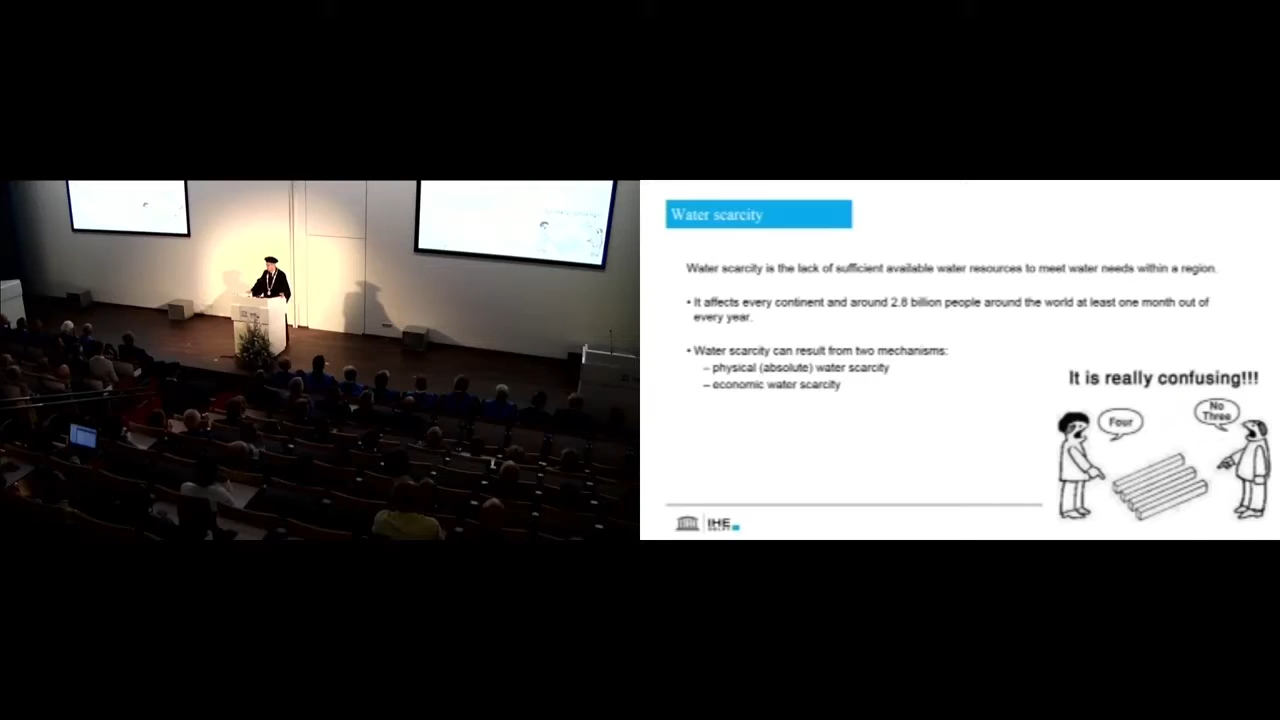 Water scarcity
Water scarcity is the lack of sufficient available water resources to meet water needs within a region.
• It affects every continent and around 2.8 billion people around the world at least one month out of
every year.
• Water scarcity can result from two mechanisms:
– physical (absolute) water scarcity
– economic water scarcity
It is really confusing!!!
Four
No
Three
IHE
DELFT